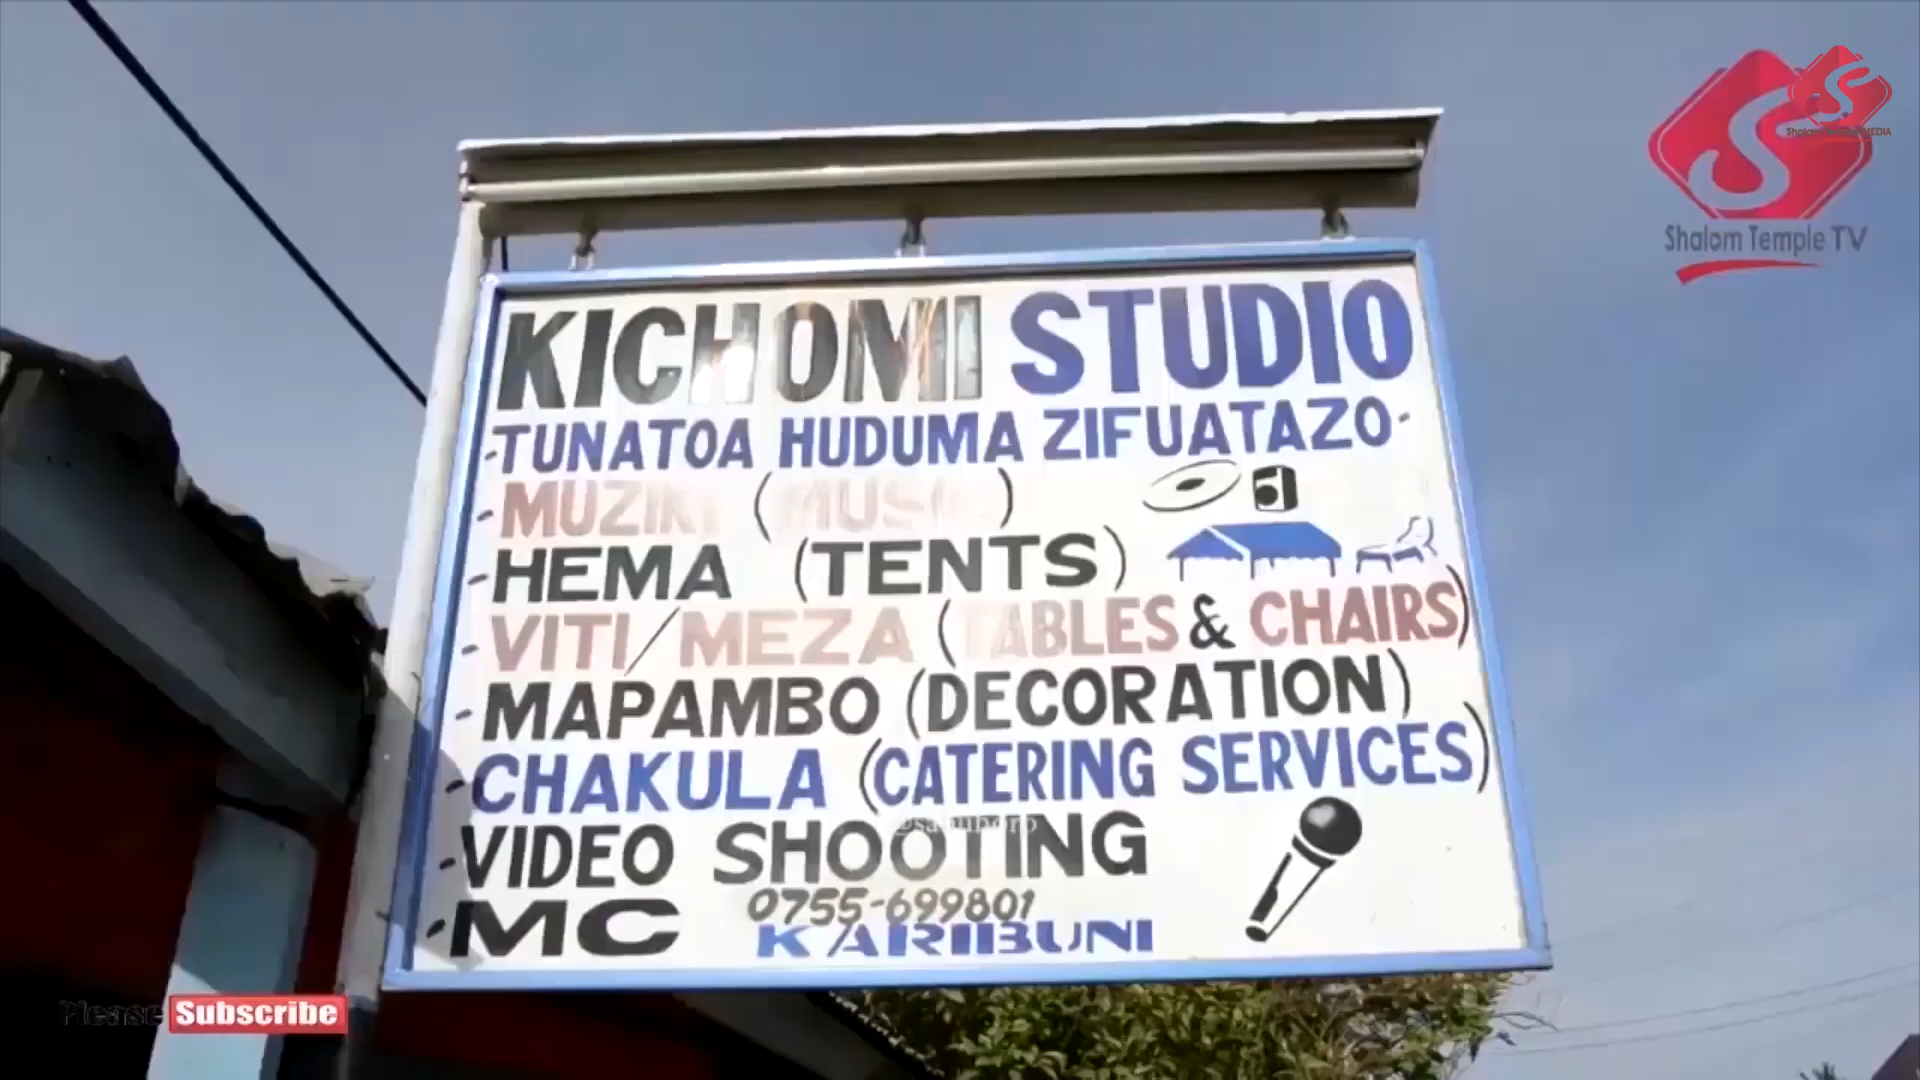 KICHOMI STUDIO
-TUNATOA HUDUMA ZIFUATAZO-
-MUZIKI (MUSIC)
-HEMA (TENTS)
-VITI/MEZA (TABLES & CHAIRS)
-MAPAMBO (DECORATION)
-CHAKULA (CATERING SERVICES)
-VIDEO SHOOTING
-MC 0755-699801
KARIBUNI
Shalom Temple TV
Please Subscribe